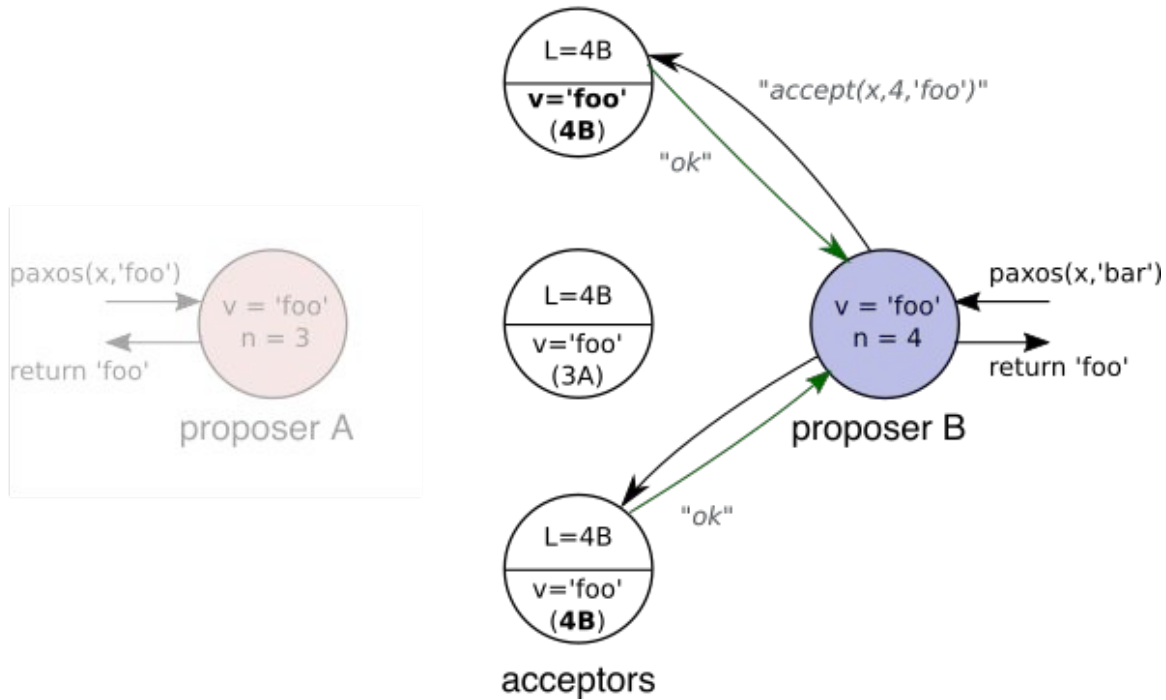 L=4B
v='foo'
(4B)
"accept(x,4,'foo')"
"ok"
paxos(x,'foo')
return 'foo'
v = 'foo'
n = 3
proposer A
L=4B
v='foo'
(3A)
v = 'foo'
n = 4
proposer B
paxos(x,'bar')
return 'foo'
L=4B
v='foo'
(4B)
"ok"
acceptors